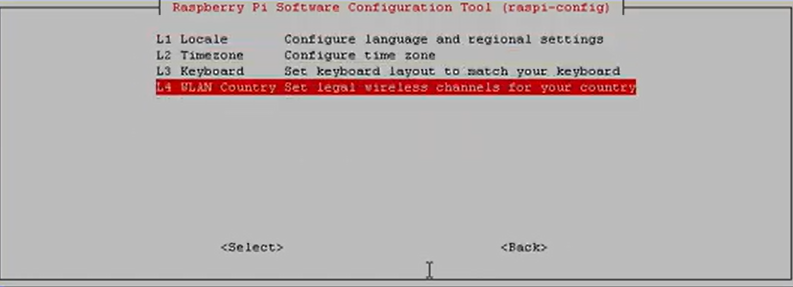 Raspberry Pi Software Configuration Tool (raspi-config)
L1 Locale Configure language and regional settings
L2 Timezone Configure time zone
L3 Keyboard Set keyboard layout to match your keyboard
L4 WLAN Country Set legal wireless channels for your country
<Select> <Back>